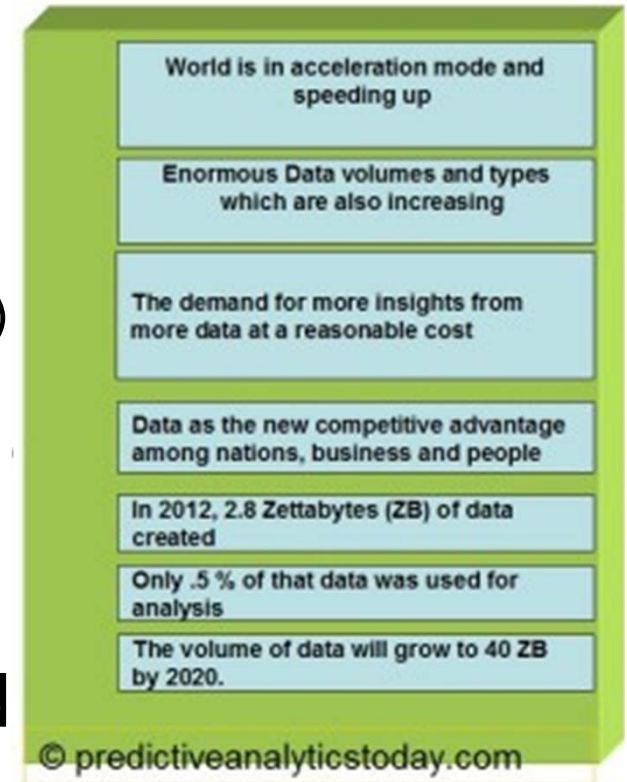 World is in acceleration mode and
speeding up
Enormous Data volumes and types
which are also increasing
The demand for more insights from
more data at a reasonable cost
Data as the new competitive advantage
among nations, business and people
In 2012, 2.8 Zettabytes (ZB) of data
created
Only .5 % of that data was used for
analysis
The volume of data will grow to 40 ZB
by 2020.
© predictiveanalyticstoday.com